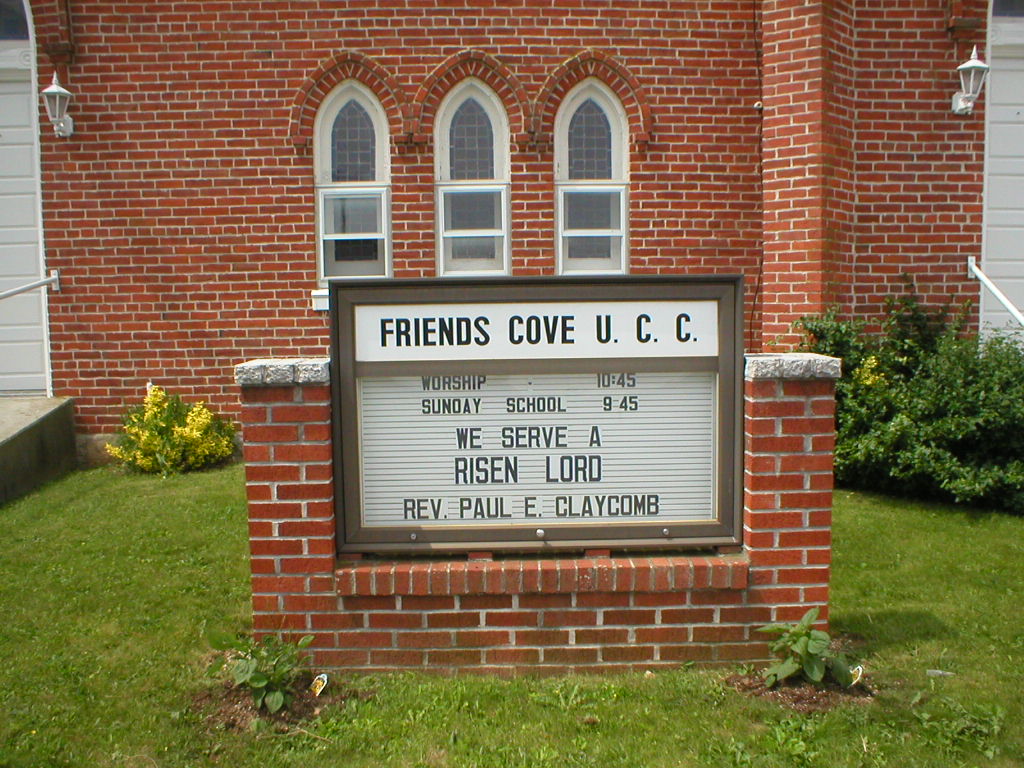 FRIENDS COVE U. C. C.
WORSHIP 10:45
SUNDAY SCHOOL 9 45
WE SERVE A
RISEN LORD
REV. PAUL E. CLAYCOMB